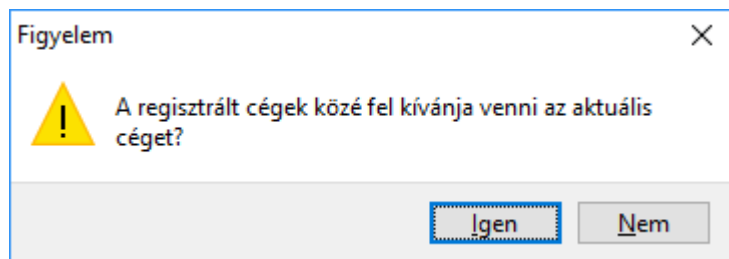 Figyelem
A regisztrált cégek közé fel kívánja venni az aktuális
céget?
Igen
Nem